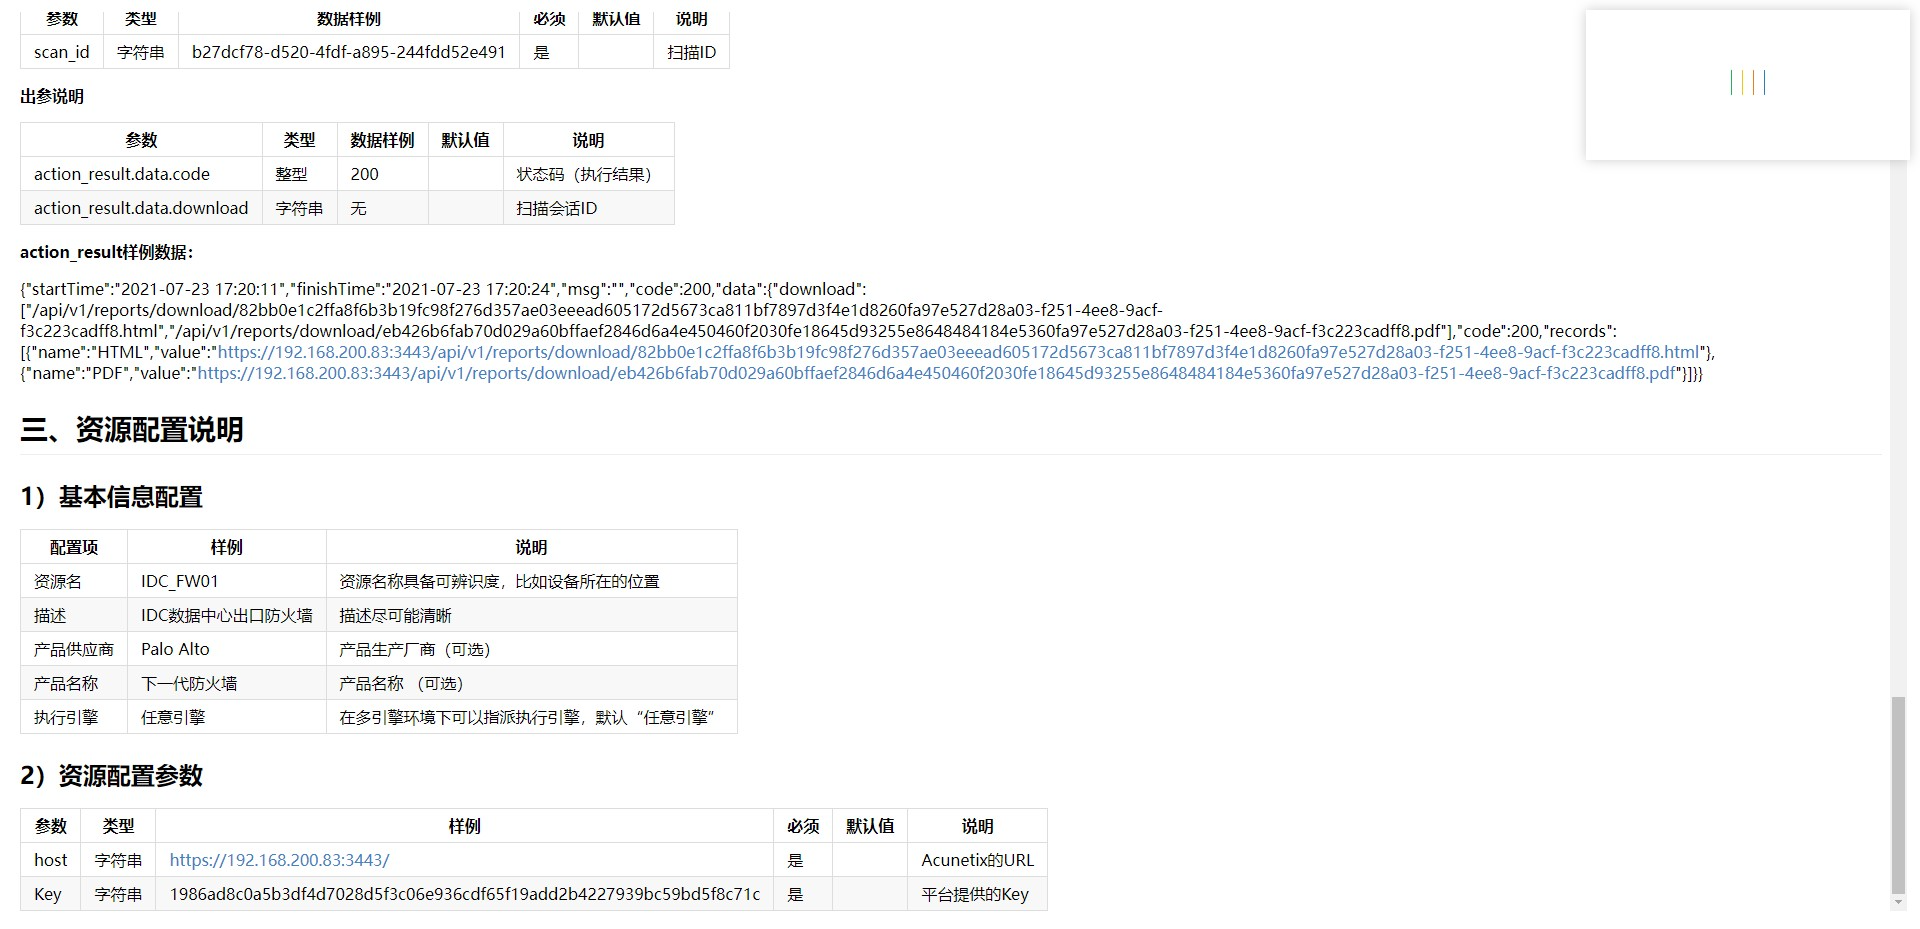 参数 类型 数据样例 必须 默认值 说明
scan_id 字符串 b27dcf78-d520-4fdf-a895-244fdd52e491 是 扫描ID
出参说明
参数 类型 数据样例 默认值 说明
action_result.data.code 整型 200 状态码（执行结果）
action_result.data.download 字符串 无 扫描会话ID
action_result样例数据：
{"startTime":"2021-07-23 17:20:11","finishTime":"2021-07-23 17:20:24","msg":"","code":200,"data":{"download":
["/api/v1/reports/download/82bb0e1c2ffa8f6b3b19fc98f276d357ae03eeead605172d5673ca811bf7897d3f4e1d8260fa97e527d28a03-f251-4ee8-9acf-
f3c223cadff8.html","/api/v1/reports/download/eb426b6fab70d029a60bffaef2846d6a4e450460f2030fe18645d93255e8648484184e5360fa97e527d28a03-f251-4ee8-9acf-f3c223cadff8.pdf"],"code":200,"records":
[{"name":"HTML","value":"https://192.168.200.83:3443/api/v1/reports/download/82bb0e1c2ffa8f6b3b19fc98f276d357ae03eeead605172d5673ca811bf7897d3f4e1d8260fa97e527d28a03-f251-4ee8-9acf-f3c223cadff8.html"},
{"name":"PDF","value":"https://192.168.200.83:3443/api/v1/reports/download/eb426b6fab70d029a60bffaef2846d6a4e450460f2030fe18645d93255e8648484184e5360fa97e527d28a03-f251-4ee8-9acf-f3c223cadff8.pdf"}]}}
三、资源配置说明
1）基本信息配置
配置项 样例 说明
资源名 IDC_FW01 资源名称具备可辨识度，比如设备所在的位置
描述 IDC数据中心出口防火墙 描述尽可能清晰
产品供应商 Palo Alto 产品生产厂商（可选）
产品名称 下一代防火墙 产品名称 （可选）
执行引擎 任意引擎 在多引擎环境下可以指派执行引擎，默认“任意引擎”
2）资源配置参数
参数 类型 样例 必须 默认值 说明
host 字符串 https://192.168.200.83:3443/ 是 Acunetix的URL
Key 字符串 1986ad8c0a5b3df4d7028d5f3c06e936cdf65f19add2b4227939bc59bd5f8c71c 是 平台提供的Key